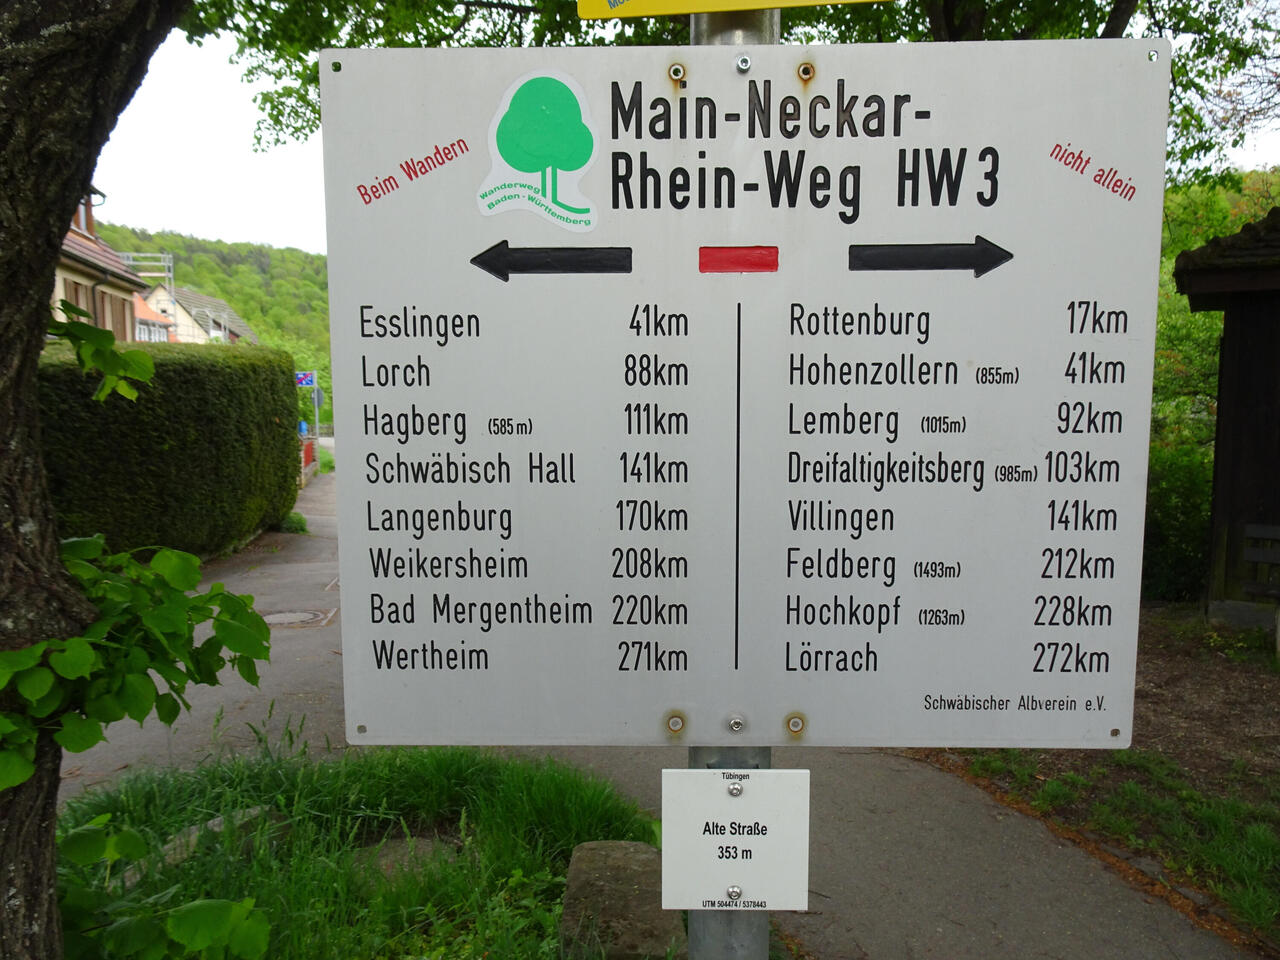 Main-Neckar-
Rhein-Weg HW3
Beim Wandern
nicht allein
Wanderweg
Baden-Württemberg
Esslingen 41km
Lorch 88km
Hagberg (585m) 111km
Schwäbisch Hall 141km
Langenburg 170km
Weikersheim 208km
Bad Mergentheim 220km
Wertheim 271km
Rottenburg 17km
Hohenzollern (855m) 41km
Lemberg (1015m) 92km
Dreifaltigkeitsberg (985m) 103km
Villingen 141km
Feldberg (1493m) 212km
Hochkopf (1263m) 228km
Lörrach 272km
Schwäbischer Albverein e.V.
Tübingen
Alte Straße
353 m
UTM 504474 / 5378443